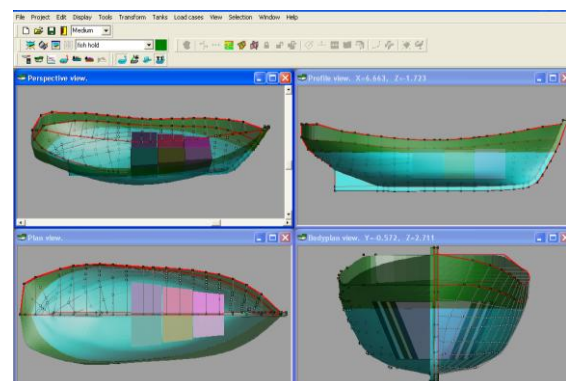 File Project Edit Display Tools Transform Tanks Load cases View Selection Window Help
Medium
fish hold
Perspective view.
Profile view. X=6.663, Z=-1.723
Plan view.
Bodyplan view. Y=-0.572, Z=2.711